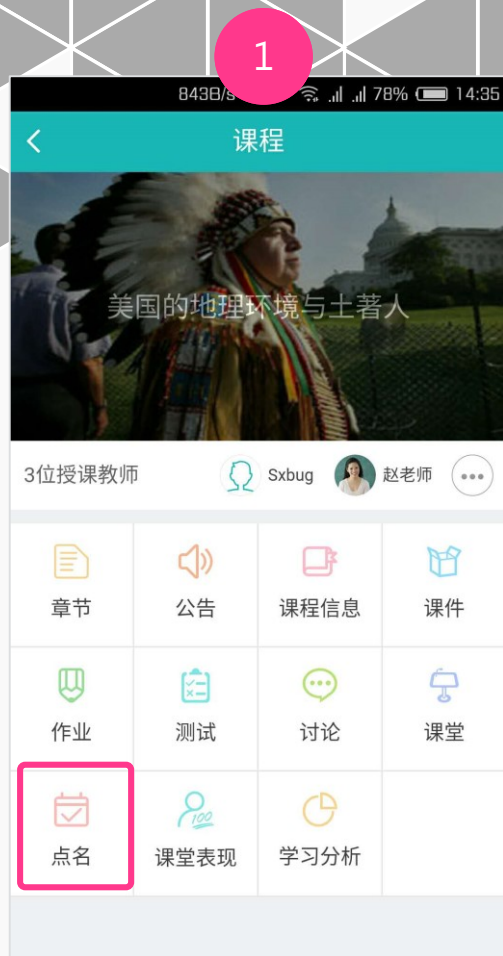 1
843B/s 78% 14:35
课程
美国的地理环境与土著人
3位授课教师 Sxbug 赵老师
章节 公告 课程信息 课件
作业 测试 讨论 课堂
100
点名 课堂表现 学习分析